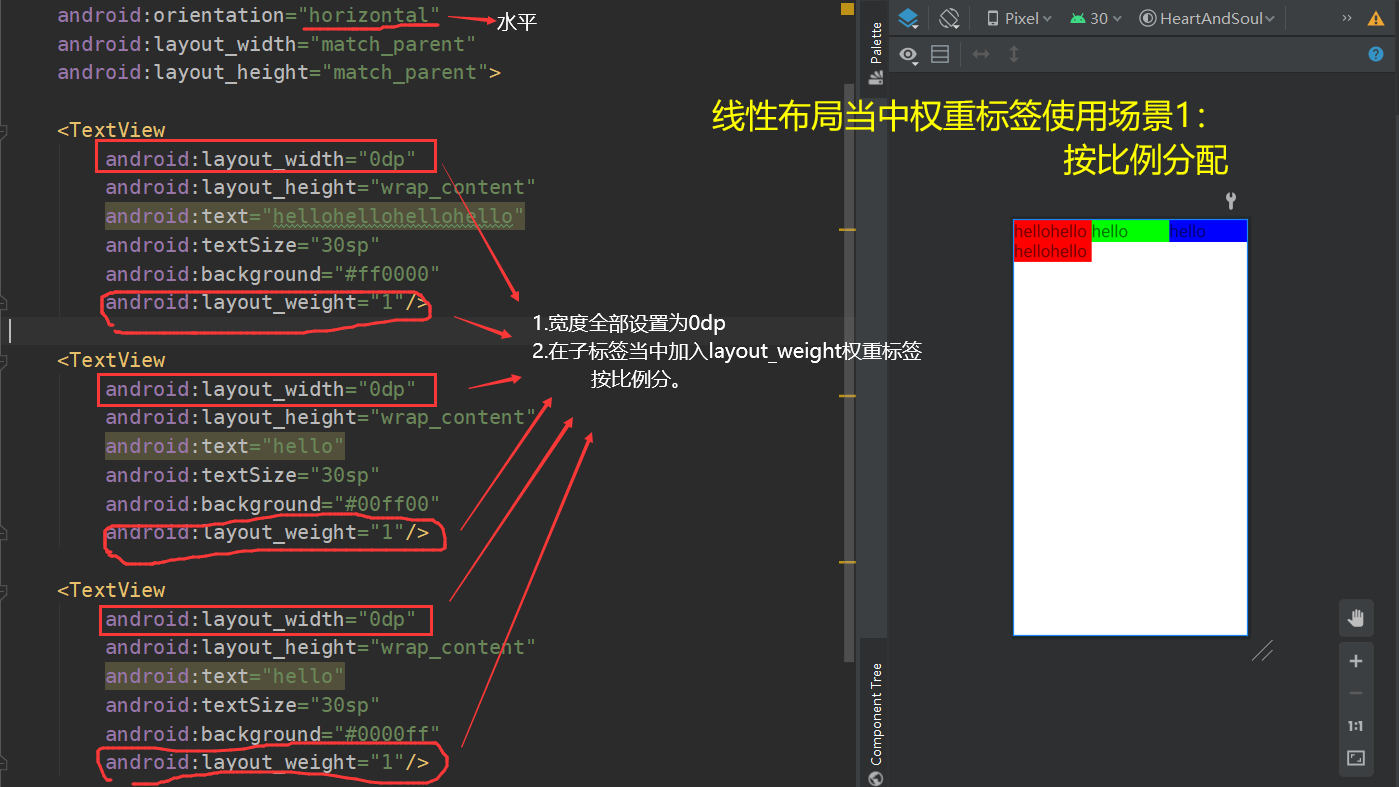 android:orientation="horizontal"
水平
android:layout_width="match_parent"
android:layout_height="match_parent">
<TextView
android:layout_width="0dp"
android:layout_height="wrap_content"
android:text="hellohellohellohello"
android:textSize="30sp"
android:background="#ff0000"
android:layout_weight="1"/>
<TextView
android:layout_width="0dp"
android:layout_height="wrap_content"
android:text="hello"
android:textSize="30sp"
android:background="#00ff00"
android:layout_weight="1"/>
<TextView
android:layout_width="0dp"
android:layout_height="wrap_content"
android:text="hello"
android:textSize="30sp"
android:background="#0000ff"
android:layout_weight="1"/>
1.宽度全部设置为0dp
2.在子标签当中加入layout_weight权重标签
按比例分。
Palette
Component Tree
Pixel
30
HeartAndSoul
»
?
线性布局当中权重标签使用场景1:
按比例分配
hellohello
hellohello
hello
hello
1:1